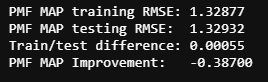 PMF MAP training RMSE: 1.32877
PMF MAP testing RMSE: 1.32932
Train/test difference: 0.00055
PMF MAP Improvement: -0.38700